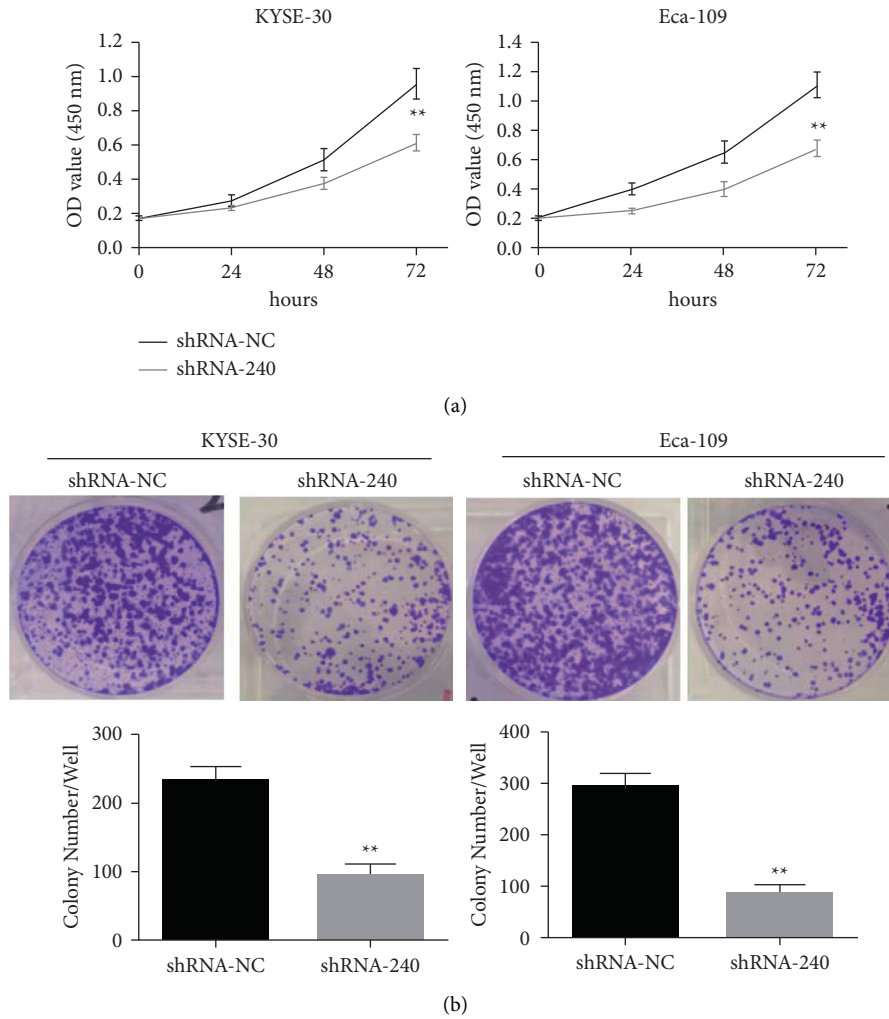 KYSE-30
1.2
1.0
0.8
0.6
0.4
0.2
0.0
OD value (450 nm)
**
0 24 48 72
hours
Eca-109
1.4
1.2
1.0
0.8
0.6
0.4
0.2
0.0
OD value (450 nm)
**
0 24 48 72
hours
shRNA-NC
shRNA-240
(a)
KYSE-30 Eca-109
shRNA-NC shRNA-240 shRNA-NC shRNA-240
300
200
100
0
Colony Number/Well
**
shRNA-NC shRNA-240
400
300
200
100
0
Colony Number/Well
**
shRNA-NC shRNA-240
(b)